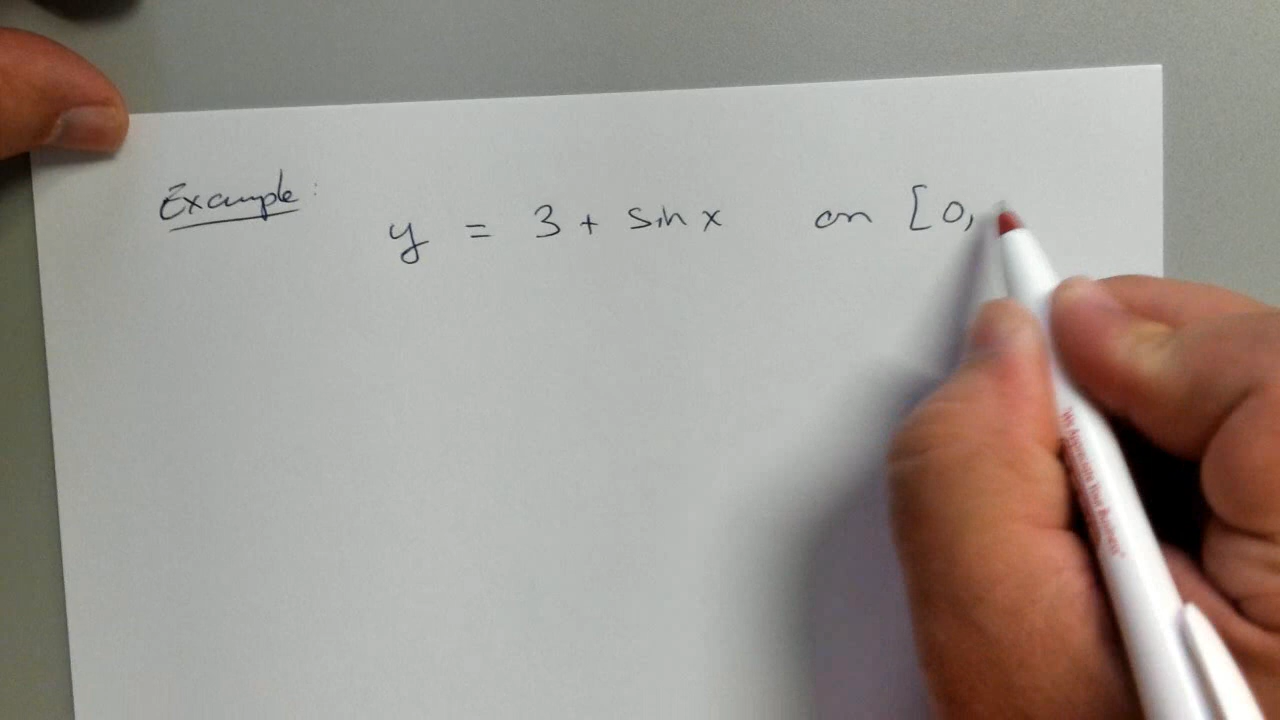 Example:
y = 3 + sin x on [0,